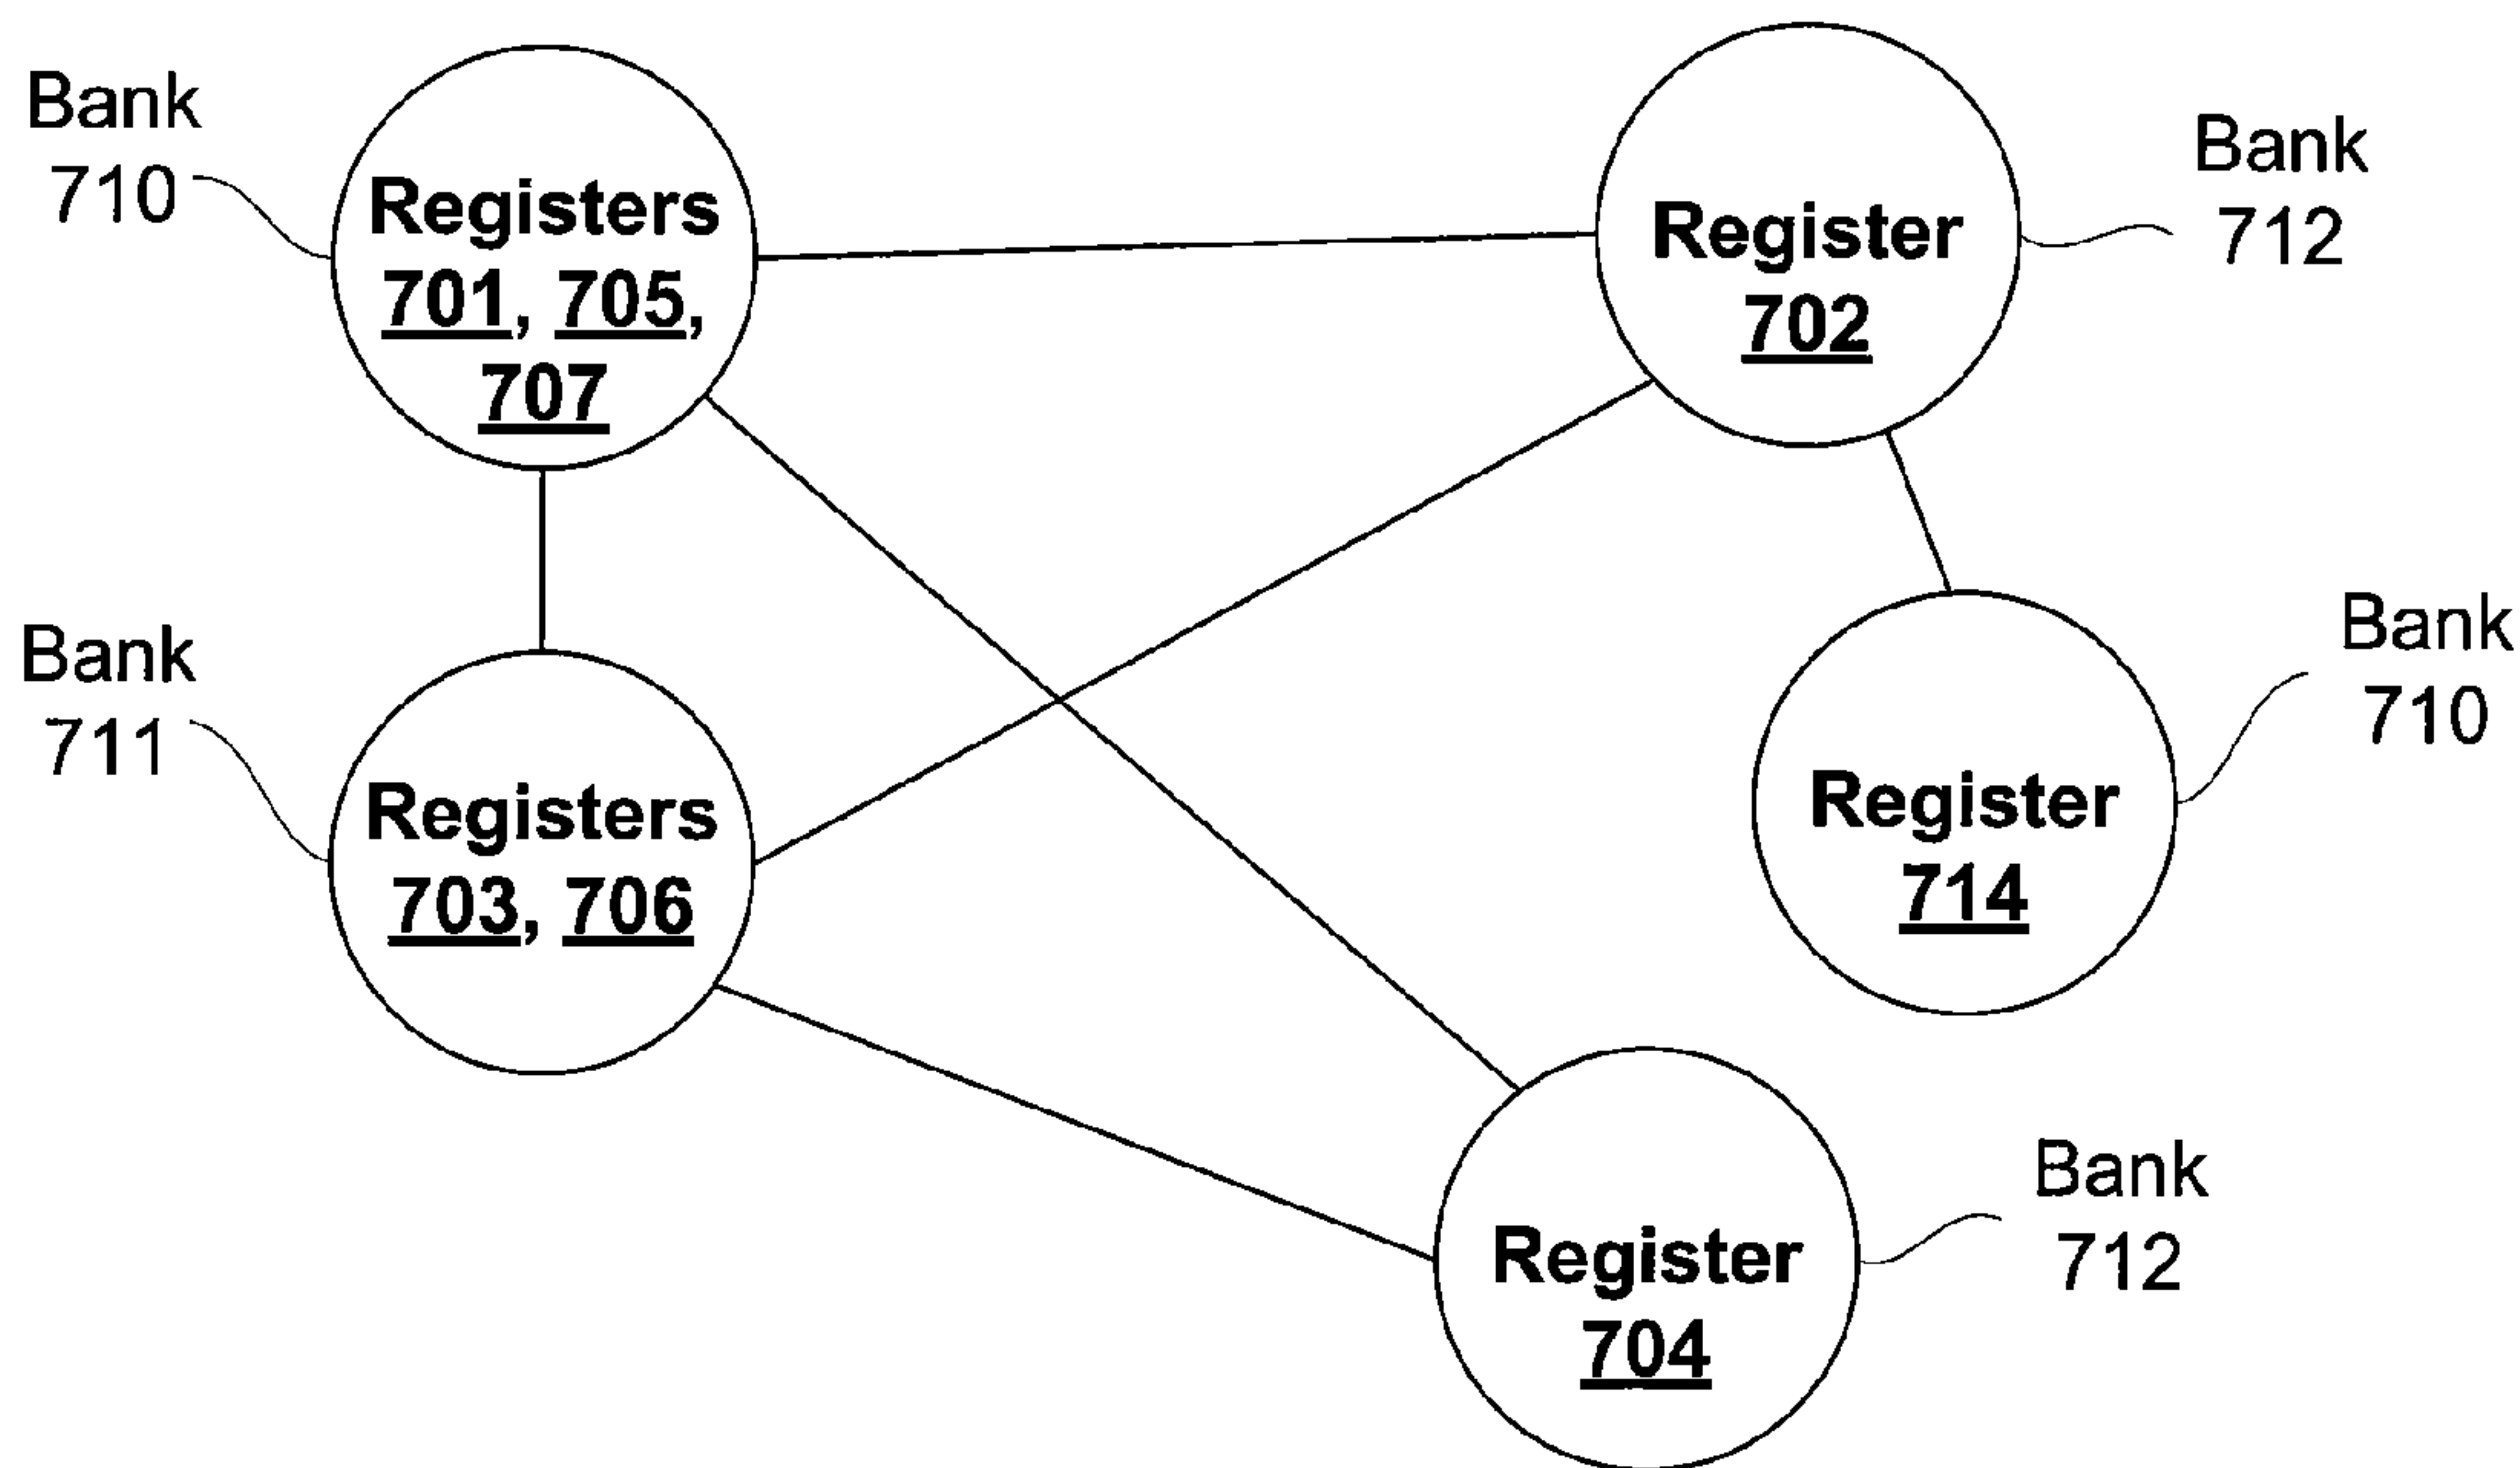 Bank
710
Registers
701, 705,
707
Register
702
Bank
712
Bank
711
Registers
703, 706
Register
714
Bank
710
Register
704
Bank
712